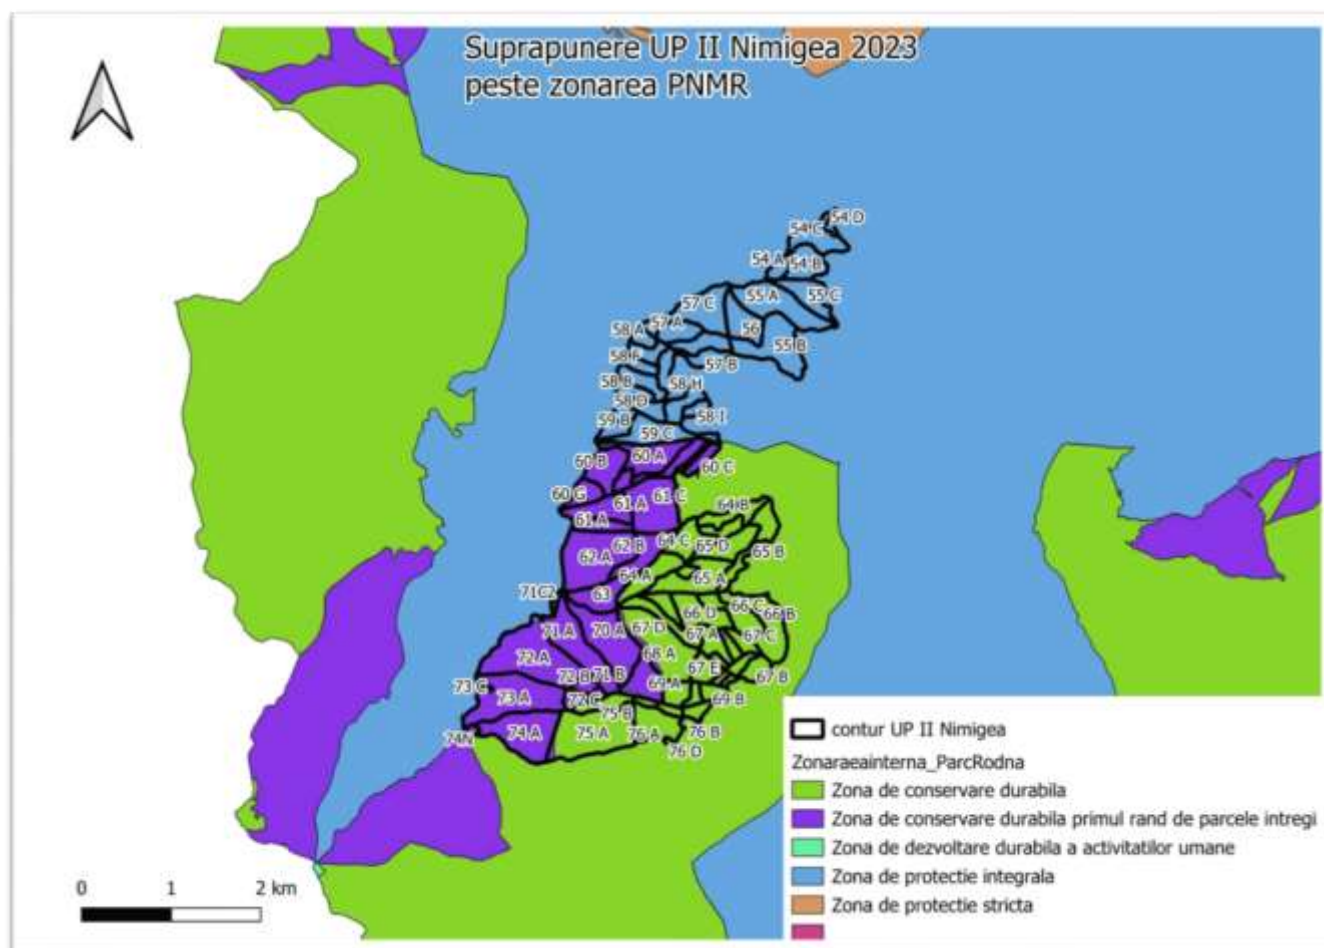 Suprapunere UP II Nimigea 2023
peste zonarea PNMR
54 D
54 C
54 A
54 B
57 C
55 A
55 C
58 A
57 A
56
58 F
57 B
55 B
58 B
58 H
58 D
59 B
58 I
59 C
60 B
60 A
60 C
60 G
61 A
61 C
64 B
61 A
62 B
64 C
65 D
65 B
62 A
64 A
65 A
71C2
63
66 D
66 C
66 B
71 A
70 A
67 D
67 A
67 C
72 A
68 A
67 E
72 B
71 B
67 B
73 C
73 A
72 C
69 A
69 B
75 B
74N
74 A
75 A
76 A
76 B
76 D
contur UP II Nimigea
Zonaraeainterna_ParcRodna
Zona de conservare durabila
Zona de conservare durabila primul rand de parcele intregi
Zona de dezvoltare durabila a activitatilor umane
Zona de protectie integrala
Zona de protectie stricta
0 1 2 km